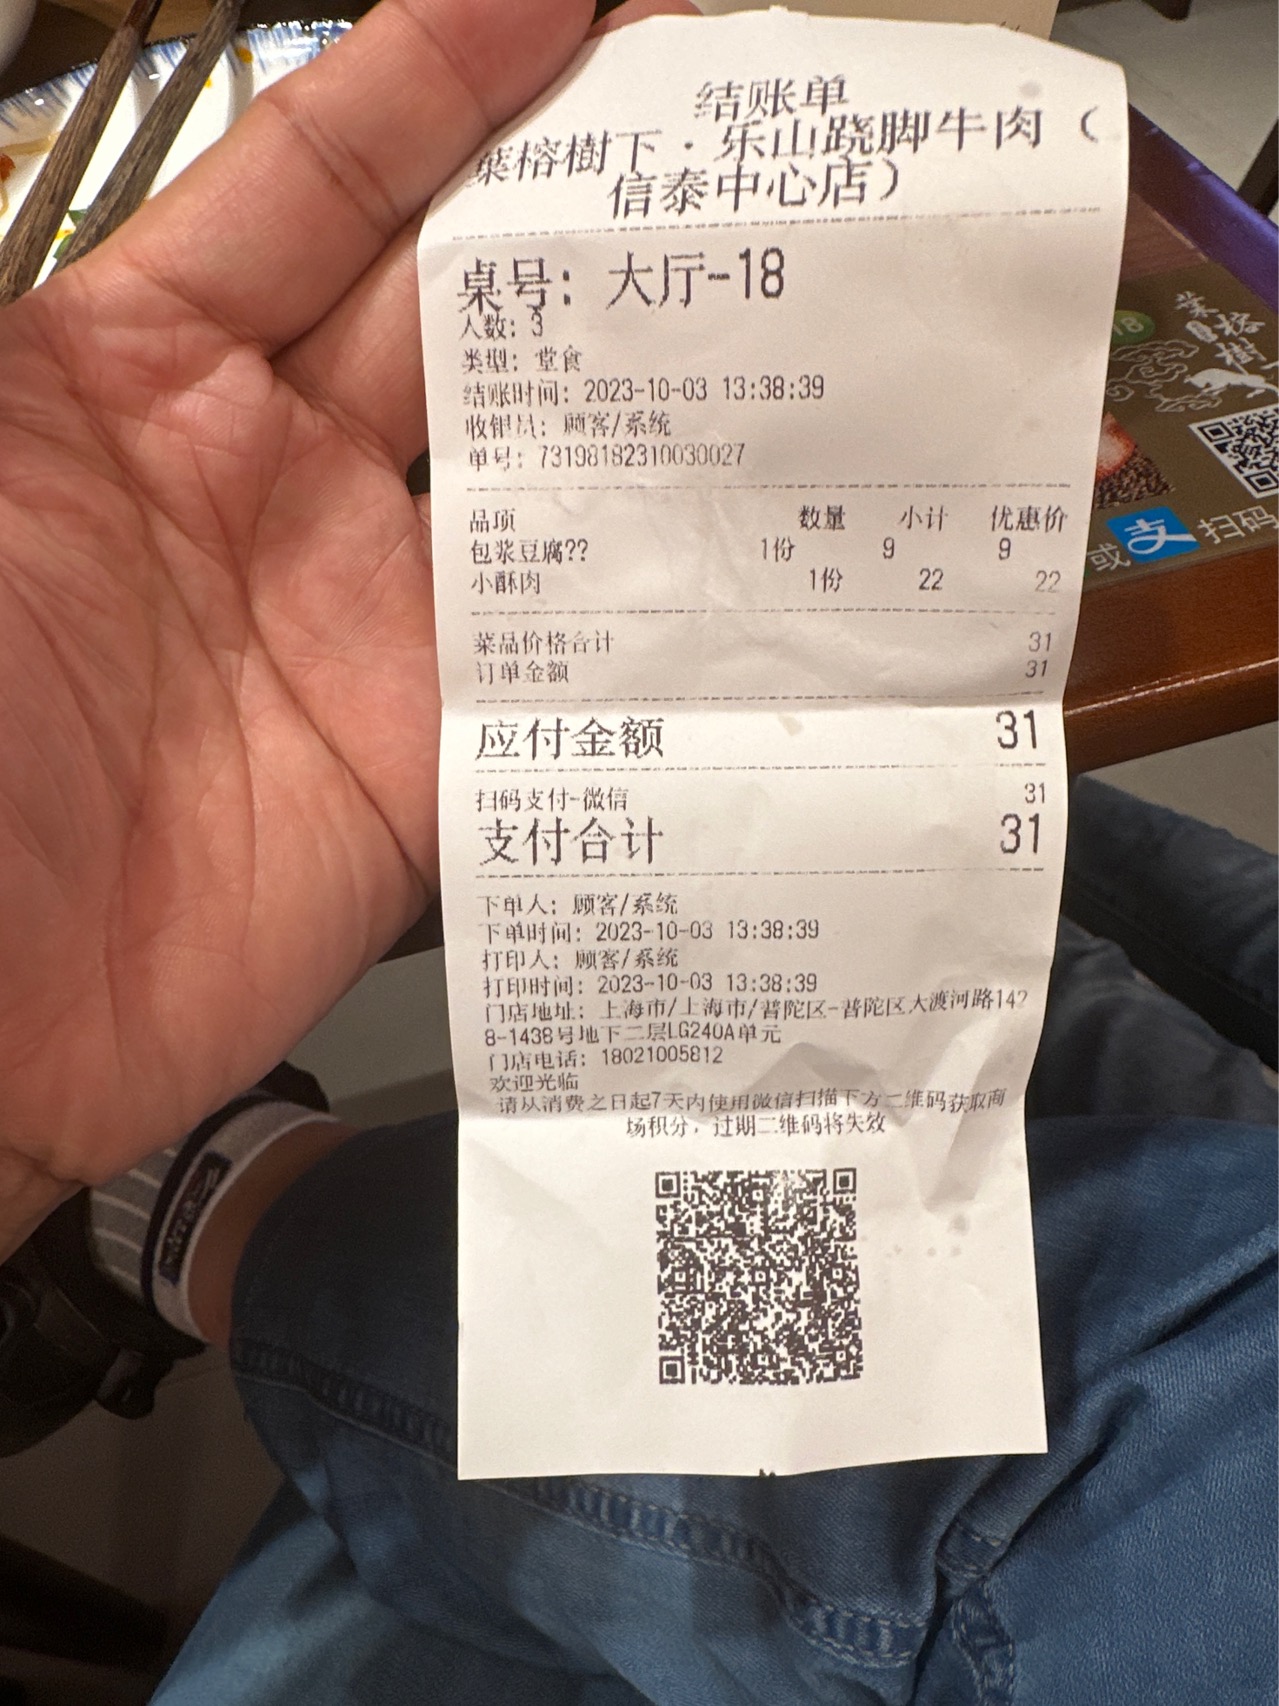 结账单
葉榕樹下·乐山跷脚牛肉（
信泰中心店）
桌号：大厅-18
人数：3
类型：堂食
结账时间：2023-10-03 13:38:39
收银员：顾客/系统
单号：73198182310030027
品项 数量 小计 优惠价
包浆豆腐?? 1份 9 9
小酥肉 1份 22 22
菜品价格合计 31
订单金额 31
应付金额 31
扫码支付-微信 31
支付合计 31
下单人：顾客/系统
下单时间：2023-10-03 13:38:39
打印人：顾客/系统
打印时间：2023-10-03 13:38:39
门店地址：上海市/上海市/普陀区-普陀区大渡河路142
8-1438号地下二层LG240A单元
门店电话：18021005812
欢迎光临
请从消费之日起7天内使用微信扫描下方二维码获取商
场积分，过期二维码将失效
18
葉榕樹
或 支 扫码